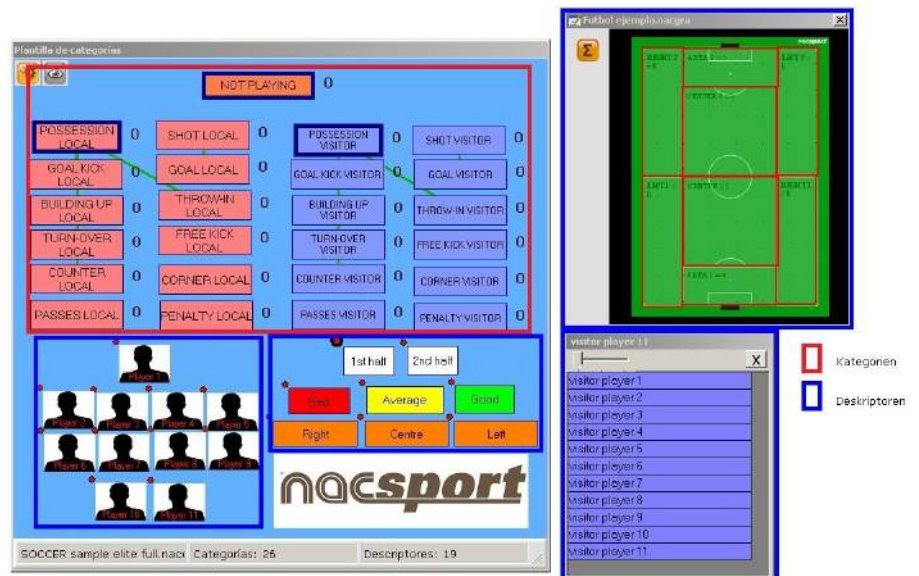 Plantilla de categorías
NOT PLAYING 0
POSSESSION LOCAL 0
SHOT LOCAL 0
POSSESSION VISITOR 0
SHOT VISITOR 0
GOAL KICK LOCAL 0
GOAL LOCAL 0
GOAL KICK VISITOR 0
GOAL VISITOR 0
BUILDING UP LOCAL 0
THROWIN LOCAL 0
BUILDING UP VISITOR 0
THROW-IN VISITOR 0
TURN-OVER LOCAL 0
FREE KICK LOCAL 0
TURN-OVER VISITOR 0
FREE KICK VISITOR 0
COUNTER LOCAL 0
CORNER LOCAL 0
COUNTER VISITOR 0
CORNER VISITOR 0
PASSES LOCAL 0
PENALTY LOCAL 0
PASSES VISITOR 0
PENALTY VISITOR 0
Player 1
Player 2
Player 3
Player 4
Player 5
Player 6
Player 7
Player 8
Player 9
Player 10
Player 11
1st half
2nd half
Bad
Average
Good
Right
Centre
Left
nacsport
SOCCER sample elite full.nac
Categorías: 26
Descriptores: 19
Futbol ejemplo.nacgra
X
nacsport
Σ
visitor player 11
X
visitor player 1
visitor player 2
visitor player 3
visitor player 4
visitor player 5
visitor player 6
visitor player 7
visitor player 8
visitor player 9
visitor player 10
visitor player 11
Kategorien
Deskriptoren